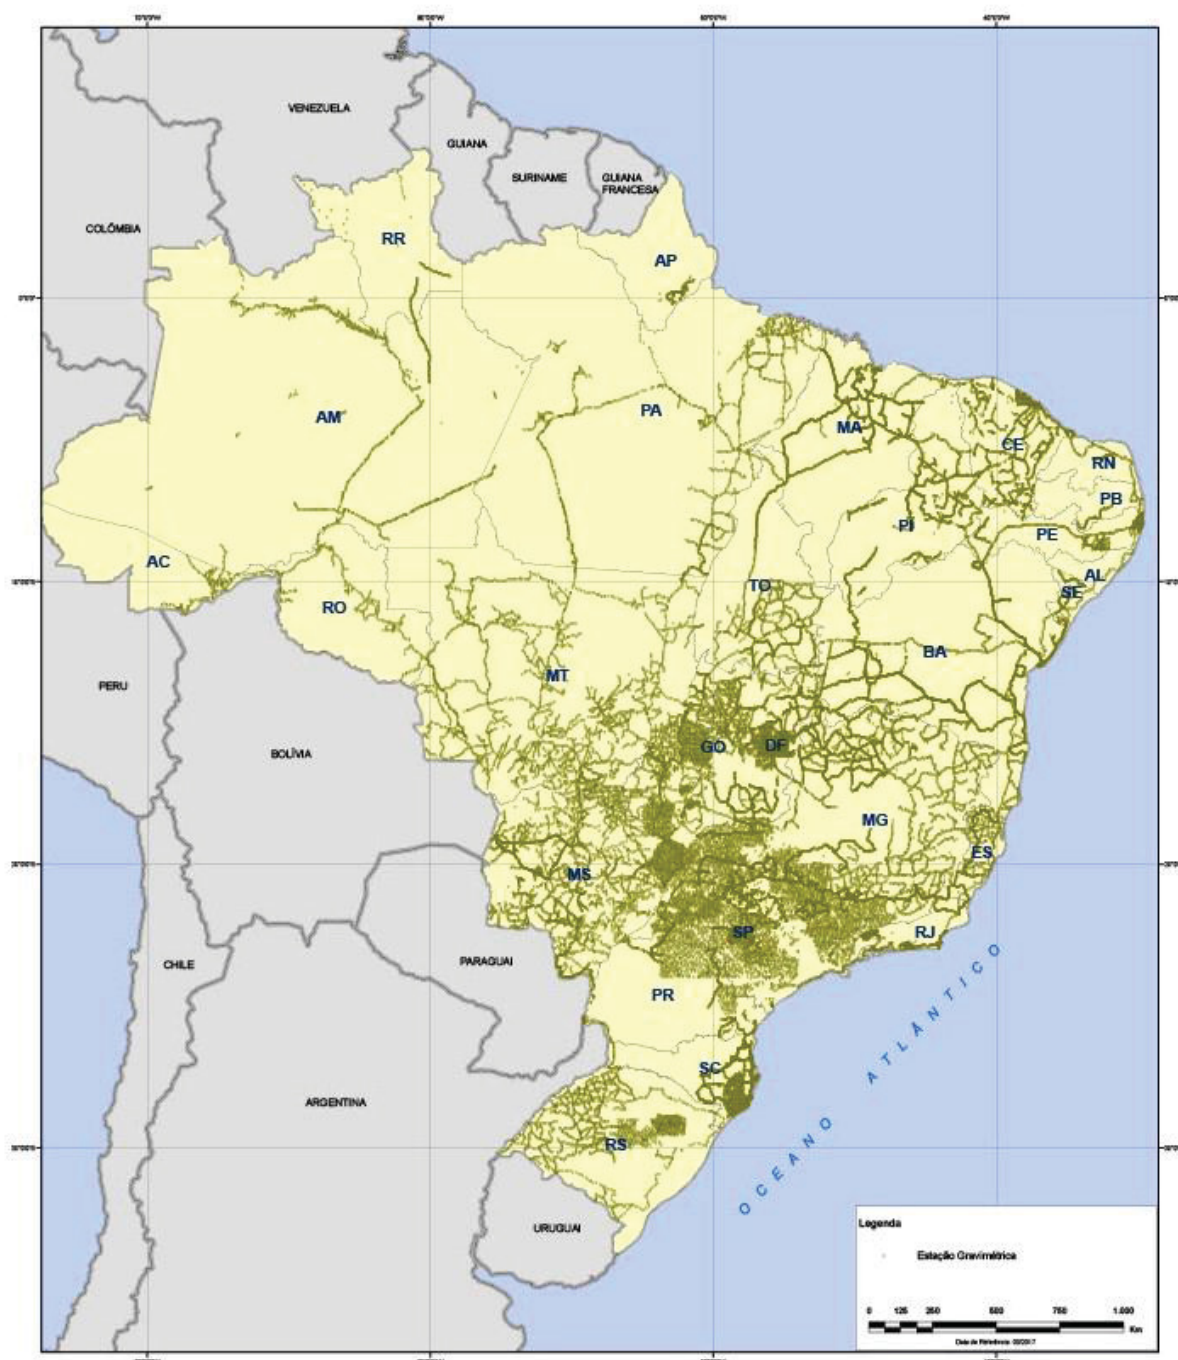 VENEZUELA
GUIANA
SURINAME
GUIANA
FRANCESA
COLÔMBIA
RR
AP
AM
PA
MA
CE
RN
PB
PI
PE
AC
AL
TO
SE
RO
BA
MT
PERU
BOLÍVIA
GO
DF
MG
ES
MS
SP
RJ
CHILE
PARAGUAI
PR
SC
ARGENTINA
RS
OCEANO ATLÂNTICO
URUGUAI
Legenda
Estação Gravimétrica
0 125 250 500 750 1.000
Km